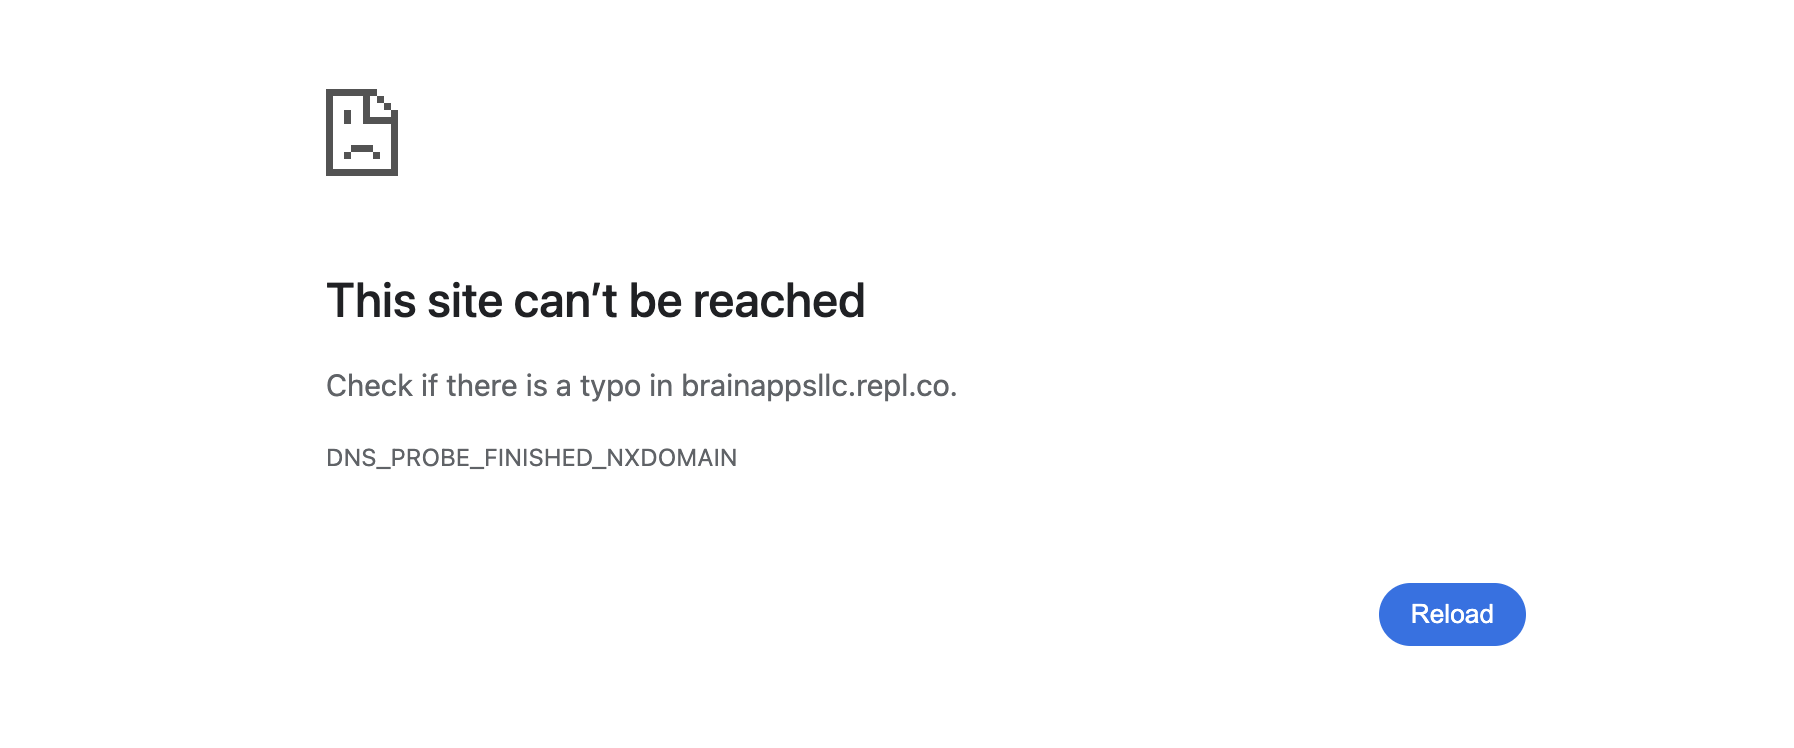 This site can’t be reached
Check if there is a typo in brainappsllc.repl.co.
DNS_PROBE_FINISHED_NXDOMAIN
Reload